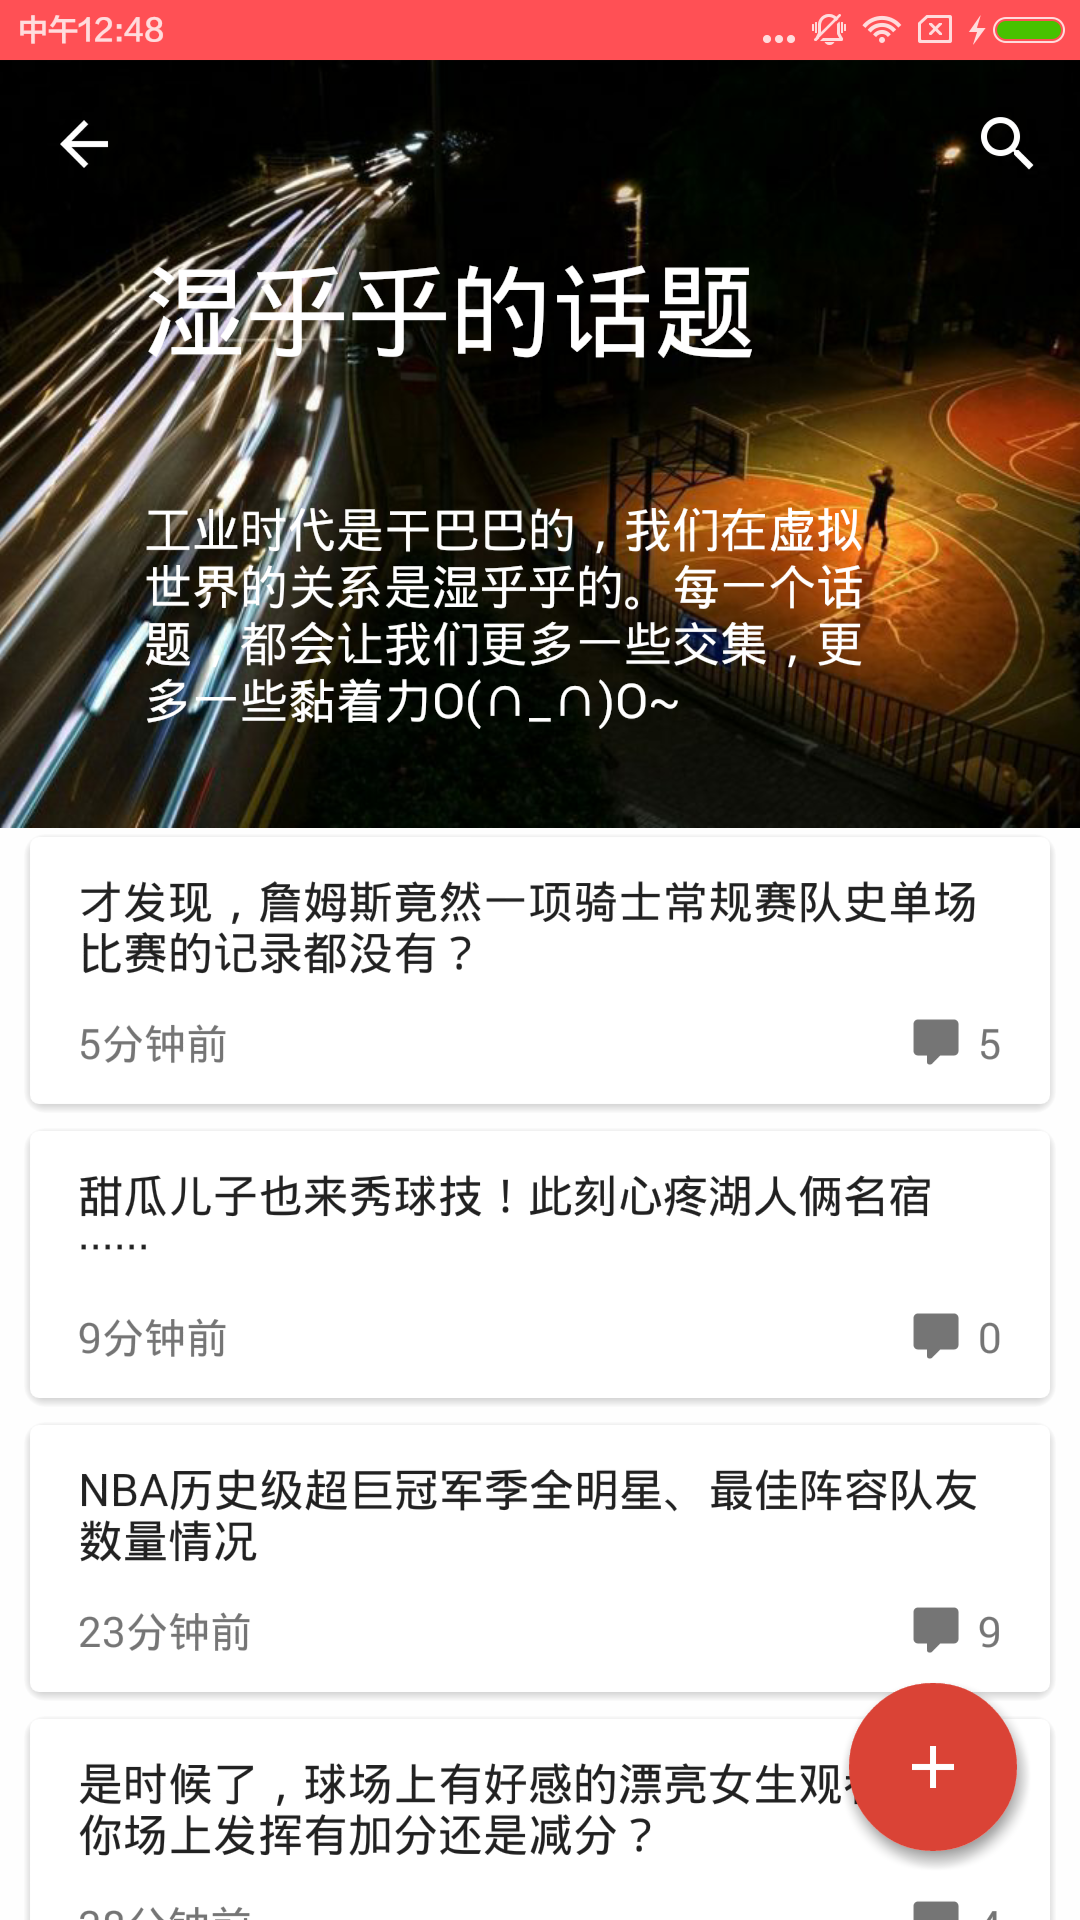 中午12:48
湿乎乎的话题
工业时代是干巴巴的，我们在虚拟
世界的关系是湿乎乎的。每一个话
题，都会让我们更多一些交集，更
多一些黏着力O(∩_∩)O~
才发现，詹姆斯竟然一项骑士常规赛队史单场
比赛的记录都没有？
5分钟前 5
甜瓜儿子也来秀球技！此刻心疼湖人俩名宿
······
9分钟前 0
NBA历史级超巨冠军季全明星、最佳阵容队友
数量情况
23分钟前 9
是时候了，球场上有好感的漂亮女生观
你场上发挥有加分还是减分？